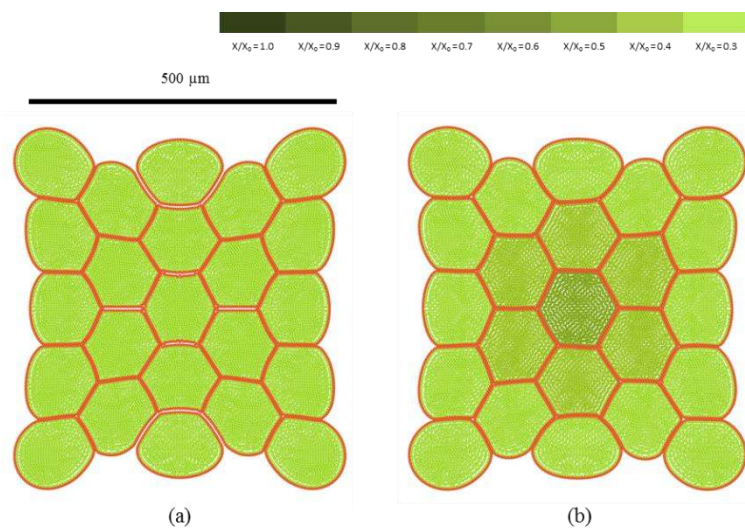 X/X₀ = 1.0 X/X₀ = 0.9 X/X₀ = 0.8 X/X₀ = 0.7 X/X₀ = 0.6 X/X₀ = 0.5 X/X₀ = 0.4 X/X₀ = 0.3
500 µm
(a) (b)